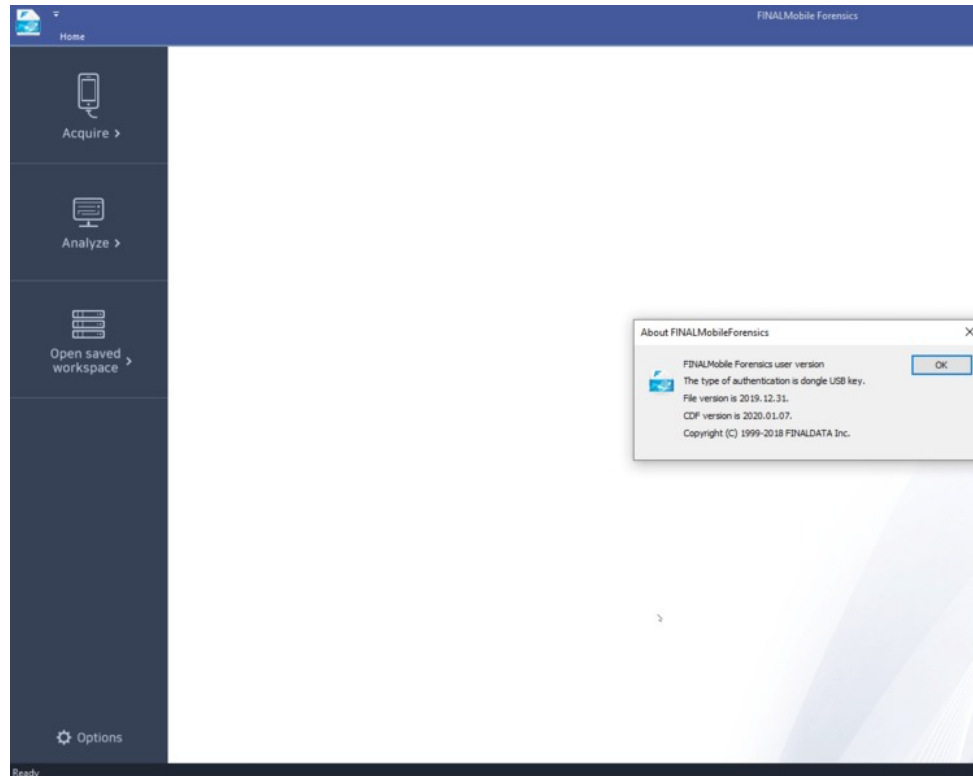 FINALMobile Forensics
Home
Acquire >
Analyze >
Open saved >
workspace
About FINALMobileForensics
FINALMobile Forensics user version
OK
The type of authentication is dongle USB key.
File version is 2019.12.31.
CDF version is 2020.01.07.
Copyright (C) 1999-2018 FINALDATA Inc.
Options
Ready